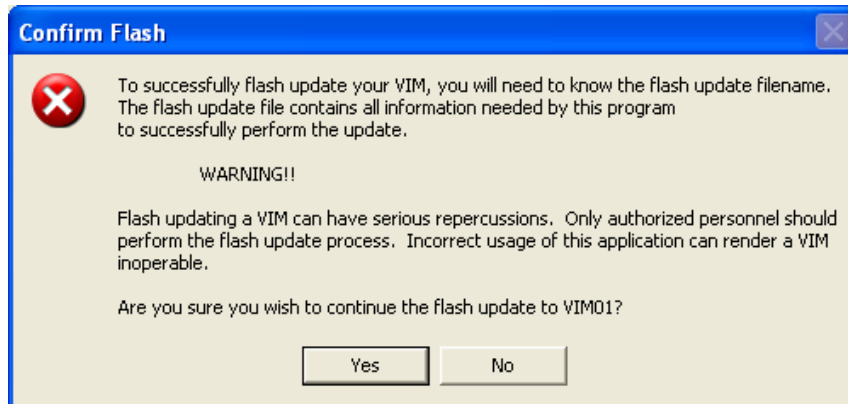 Confirm Flash
To successfully flash update your VIM, you will need to know the flash update filename.
The flash update file contains all information needed by this program
to successfully perform the update.
WARNING!!
Flash updating a VIM can have serious repercussions.  Only authorized personnel should
perform the flash update process.  Incorrect usage of this application can render a VIM
inoperable.
Are you sure you wish to continue the flash update to VIM01?
Yes No